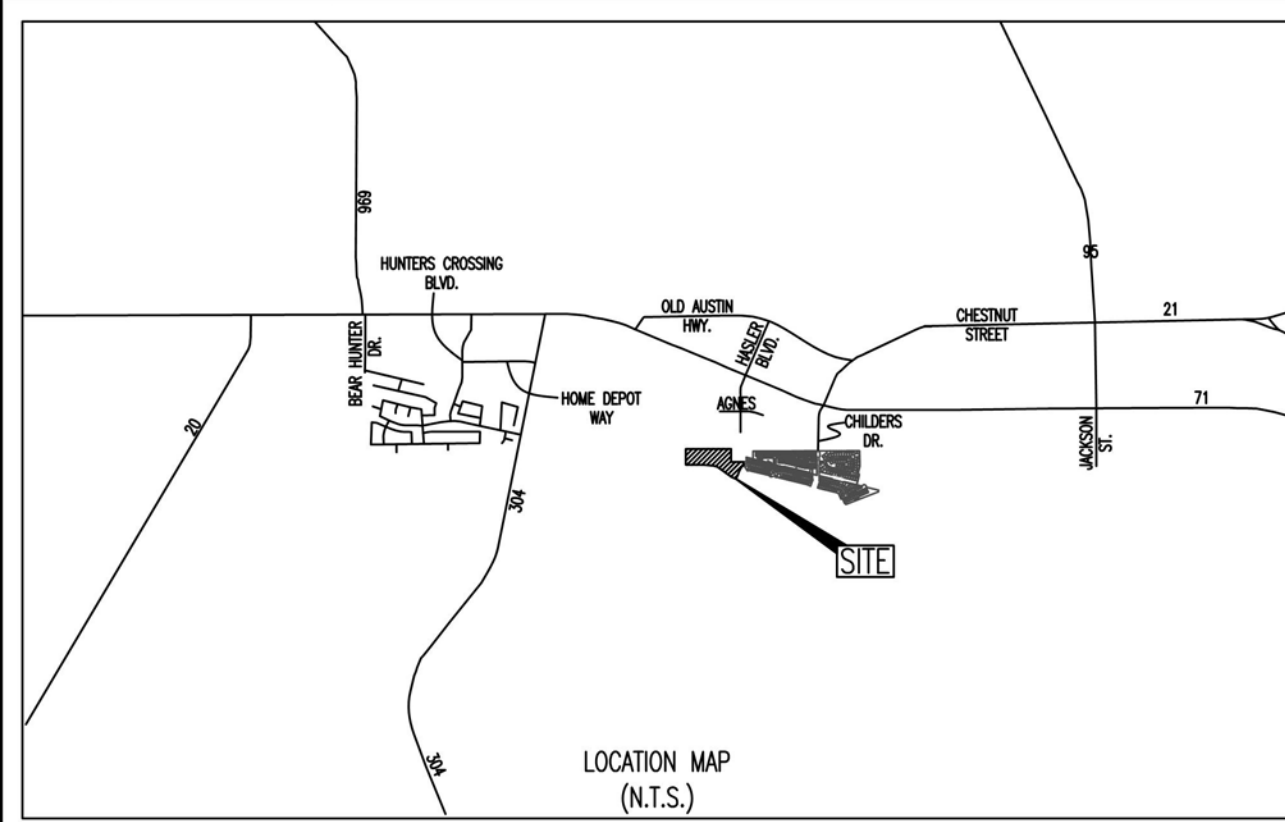 969
95
HUNTERS CROSSING
BLVD.
OLD AUSTIN
HWY.
CHESTNUT
STREET
21
BEAR HUNTER
DR.
HASLER
BLVD.
HOME DEPOT
WAY
AGNES
71
20
CHILDERS
DR.
JACKSON
ST.
304
SITE
304
LOCATION MAP
(N.T.S.)